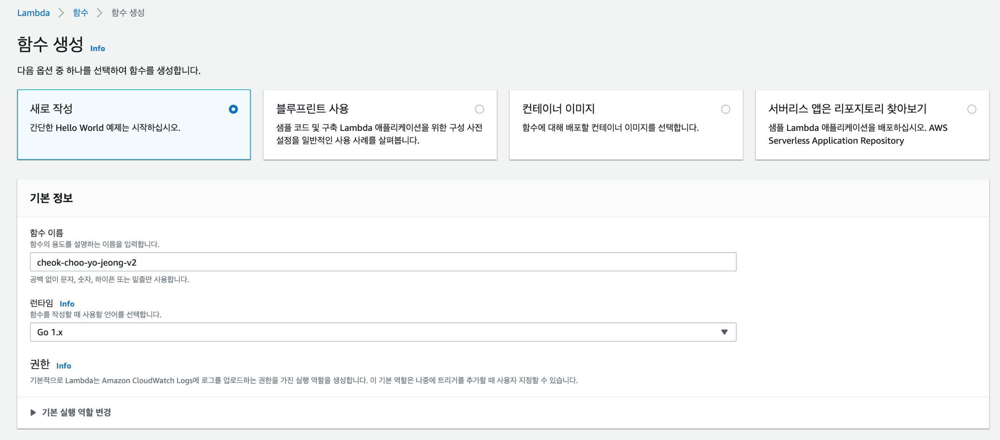 Lambda > 함수 > 함수 생성
함수 생성 Info
다음 옵션 중 하나를 선택하여 함수를 생성합니다.
새로 작성
간단한 Hello World 예제는 시작하십시오.
블루프린트 사용
샘플 코드 및 구축 Lambda 애플리케이션을 위한 구성 사전
설정을 일반적인 사용 사례를 살펴봅니다.
컨테이너 이미지
함수에 대해 배포할 컨테이너 이미지를 선택합니다.
서버리스 앱은 리포지토리 찾아보기
샘플 Lambda 애플리케이션을 배포하십시오. AWS
Serverless Application Repository
기본 정보
함수 이름
함수의 용도를 설명하는 이름을 입력합니다.
cheok-choo-yo-jeong-v2
공백 없이 문자, 숫자, 하이픈 또는 밑줄만 사용합니다.
런타임 Info
함수를 작성할 때 사용할 언어를 선택합니다.
Go 1.x
권한 Info
기본적으로 Lambda는 Amazon CloudWatch Logs에 로그를 업로드하는 권한을 가진 실행 역할을 생성합니다. 이 기본 역할은 나중에 트리거를 추가할 때 사용자 지정할 수 있습니다.
기본 실행 역할 변경